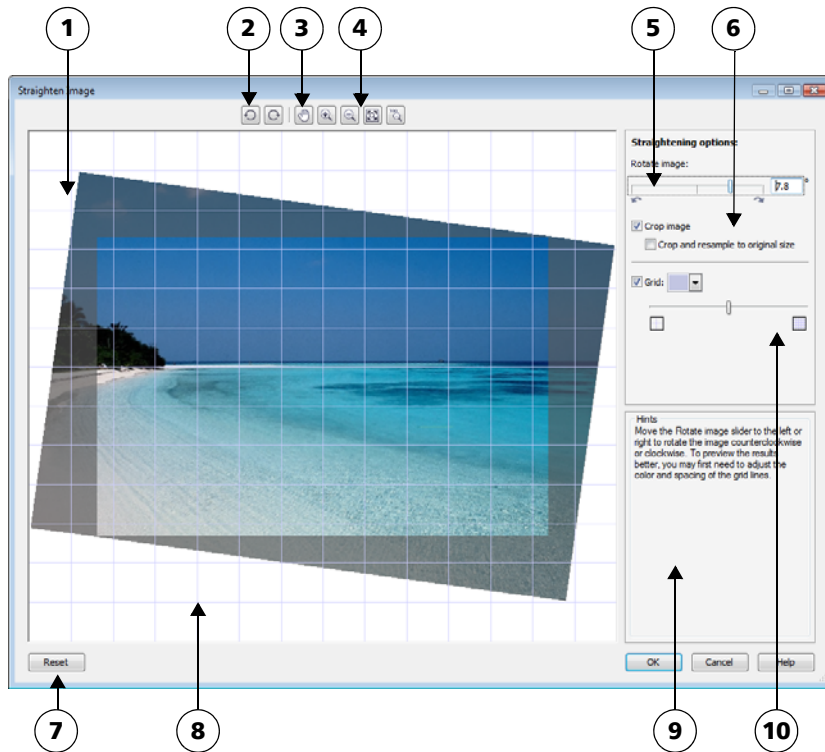 1
2
3
4
5
6
Straighten Image
Straightening options:
Rotate image:
7.8 °
Crop image
Crop and resample to original size
Grid:
Hints
Move the Rotate image slider to the left or
right to rotate the image counterclockwise
or clockwise. To preview the results
better, you may first need to adjust the
color and spacing of the grid lines.
Reset
OK
Cancel
Help
7
8
9
10